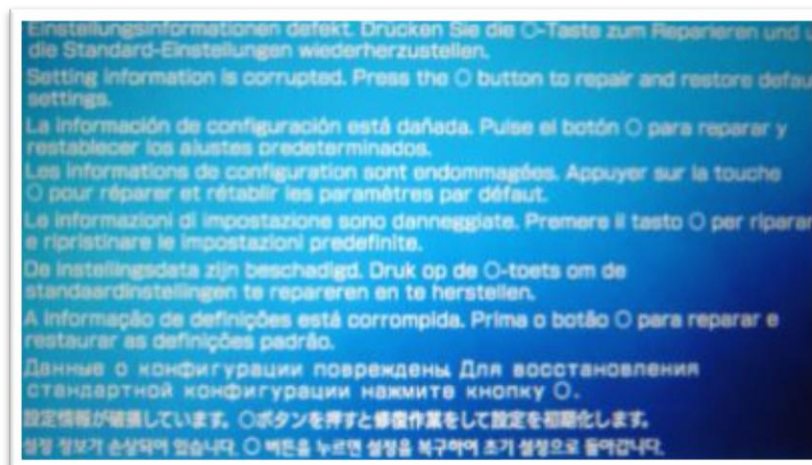 Einstellungsinformationen defekt. Drücken Sie die ○-Taste zum Reparieren und u
die Standard-Einstellungen wiederherzustellen.
Setting information is corrupted. Press the ○ button to repair and restore defau
settings.
La información de configuración está dañada. Pulse el botón ○ para reparar y
restablecer los ajustes predeterminados.
Les informations de configuration sont endommagées. Appuyer sur la touche
○ pour réparer et rétablir les paramètres par défaut.
Le informazioni di impostazione sono danneggiate. Premere il tasto ○ per riparar
e ripristinare le impostazioni predefinite.
De instellingsdata zijn beschadigd. Druk op de ○-toets om de
standaardinstellingen te repareren en te herstellen.
A informação de definições está corrompida. Prima o botão ○ para reparar e
restaurar as definições padrão.
Данные о конфигурации повреждены. Для восстановления
стандартной конфигурации нажмите кнопку ○.
設定情報が破損しています。○ボタンを押すと修復作業をして設定を初期化します。
설정 정보가 손상되어 있습니다. ○ 버튼을 누르면 설정을 복구하여 초기 설정으로 돌아갑니다.